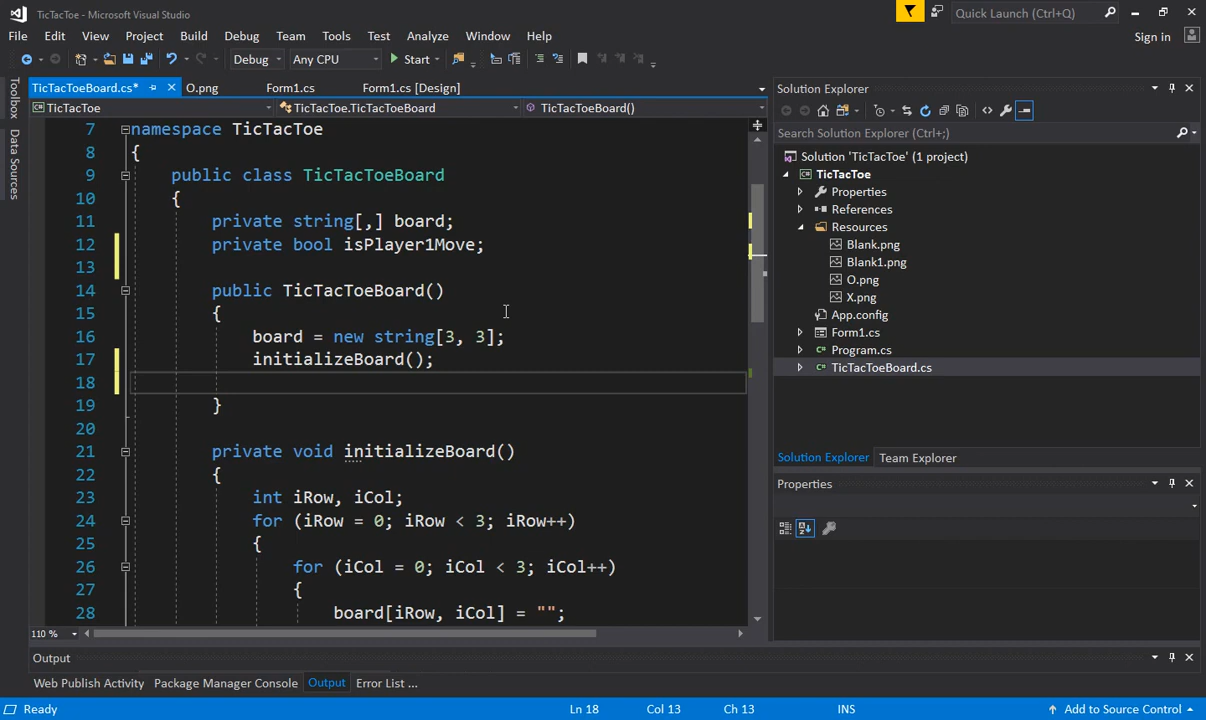 TicTacToe - Microsoft Visual Studio
Quick Launch (Ctrl+Q)
File Edit View Project Build Debug Team Tools Test Analyze Window Help
Sign in
Debug Any CPU Start
TicTacToeBoard.cs* O.png Form1.cs Form1.cs [Design]
TicTacToe TicTacToe.TicTacToeBoard TicTacToeBoard()
Toolbox
Data Sources
7 namespace TicTacToe
8 {
9 public class TicTacToeBoard
10 {
11 private string[,] board;
12 private bool isPlayer1Move;
13
14 public TicTacToeBoard()
15 {
16 board = new string[3, 3];
17 initializeBoard();
18
19 }
20
21 private void initializeBoard()
22 {
23 int iRow, iCol;
24 for (iRow = 0; iRow < 3; iRow++)
25 {
26 for (iCol = 0; iCol < 3; iCol++)
27 {
28 board[iRow, iCol] = "";
110 %
Solution Explorer
Search Solution Explorer (Ctrl+;)
Solution 'TicTacToe' (1 project)
TicTacToe
Properties
References
Resources
Blank.png
Blank1.png
O.png
X.png
App.config
Form1.cs
Program.cs
TicTacToeBoard.cs
Solution Explorer Team Explorer
Properties
Output
Web Publish Activity Package Manager Console Output Error List ...
Ready Ln 18 Col 13 Ch 13 INS Add to Source Control